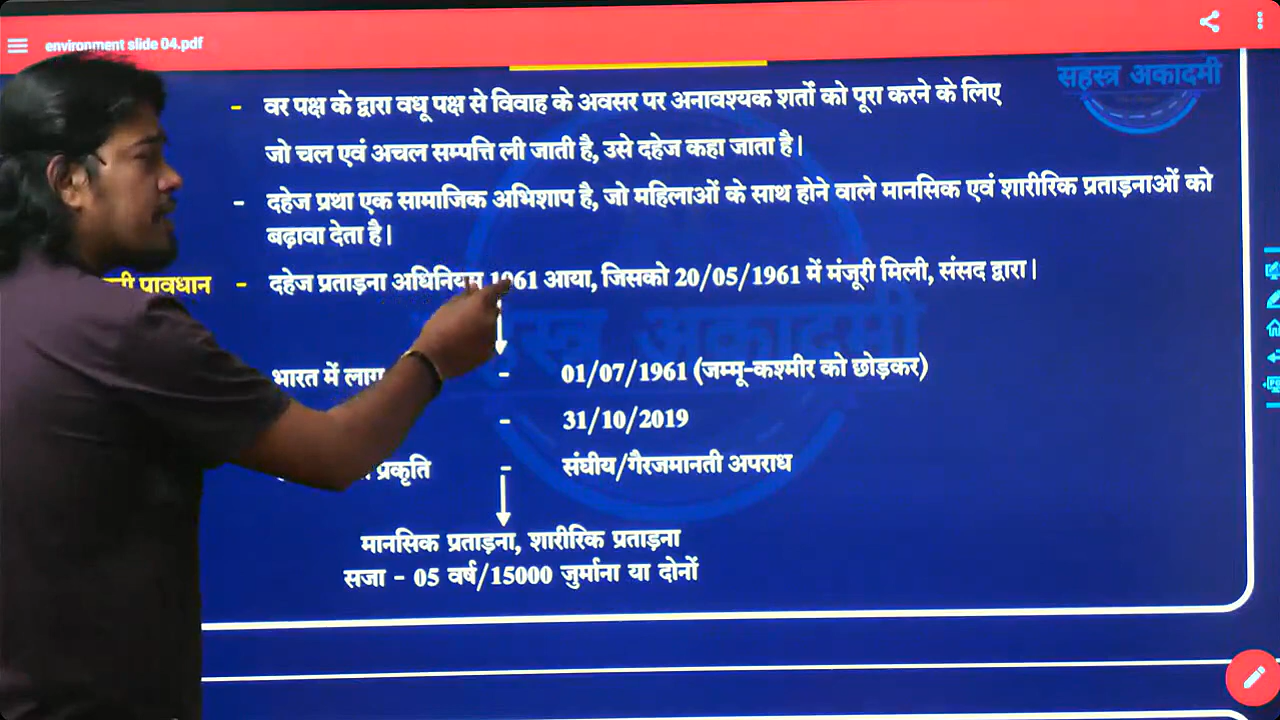 environment slide 04.pdf
सहस्त्र अकादमी
- वर पक्ष के द्वारा वधू पक्ष से विवाह के अवसर पर अनावश्यक शर्तों को पूरा करने के लिए
जो चल एवं अचल सम्पत्ति ली जाती है, उसे दहेज कहा जाता है।
- दहेज प्रथा एक सामाजिक अभिशाप है, जो महिलाओं के साथ होने वाले मानसिक एवं शारीरिक प्रताड़नाओं को
बढ़ावा देता है।
- दहेज प्रताड़ना अधिनियम 1961 आया, जिसको 20/05/1961 में मंजूरी मिली, संसद द्वारा।
भारत में लागू - 01/07/1961 (जम्मू-कश्मीर को छोड़कर)
- 31/10/2019
प्रकृति - संघीय/गैरजमानती अपराध
मानसिक प्रताड़ना, शारीरिक प्रताड़ना
सजा - 05 वर्ष/15000 जुर्माना या दोनों